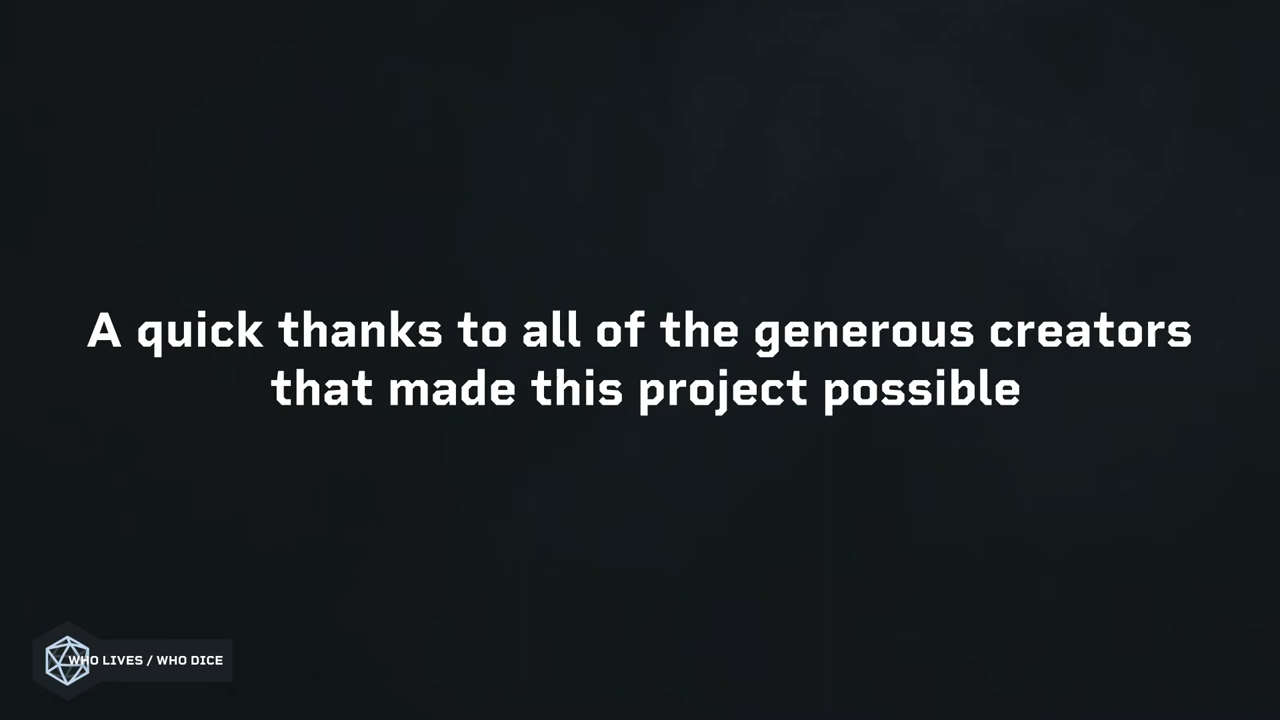 A quick thanks to all of the generous creators
that made this project possible
WHO LIVES / WHO DICE